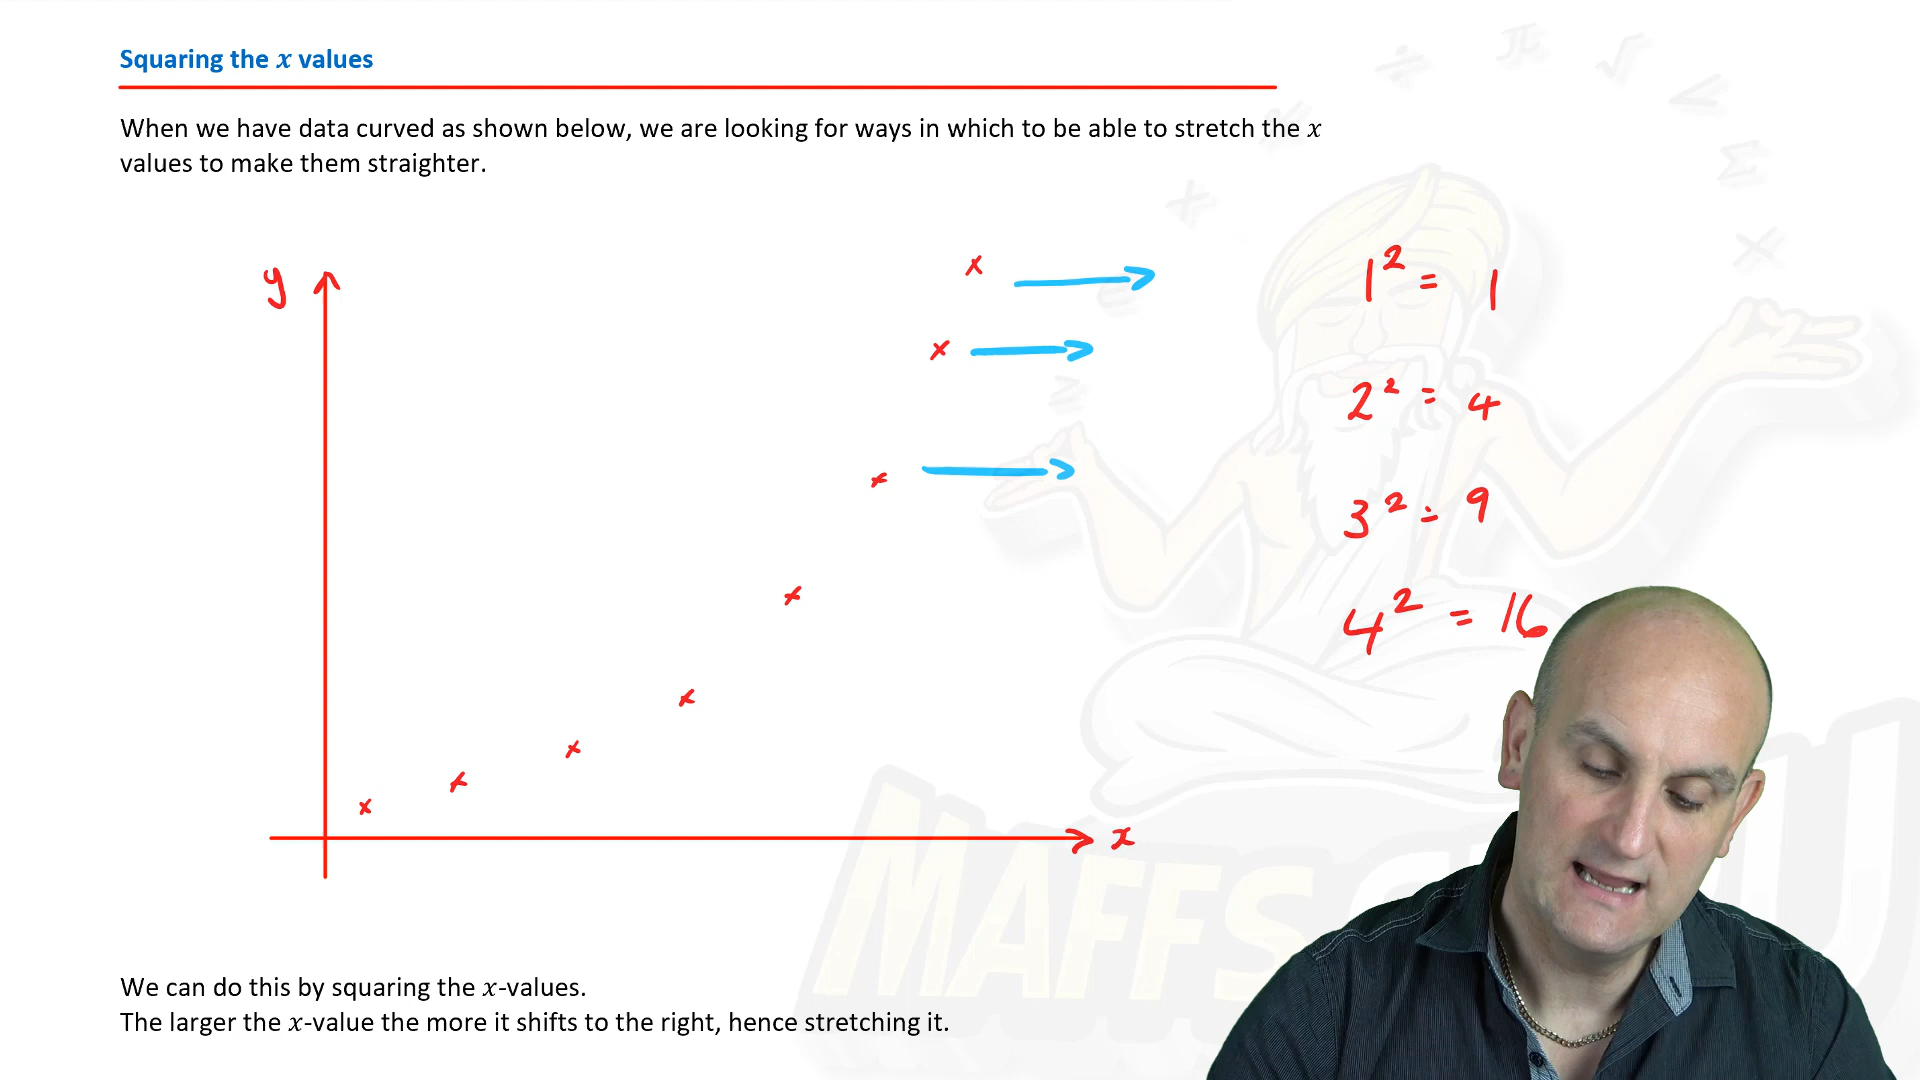 Squaring the x values
When we have data curved as shown below, we are looking for ways in which to be able to stretch the x
values to make them straighter.
y
x
1² = 1
2² = 4
3² = 9
4² = 16
We can do this by squaring the x-values.
The larger the x-value the more it shifts to the right, hence stretching it.
MAFFS